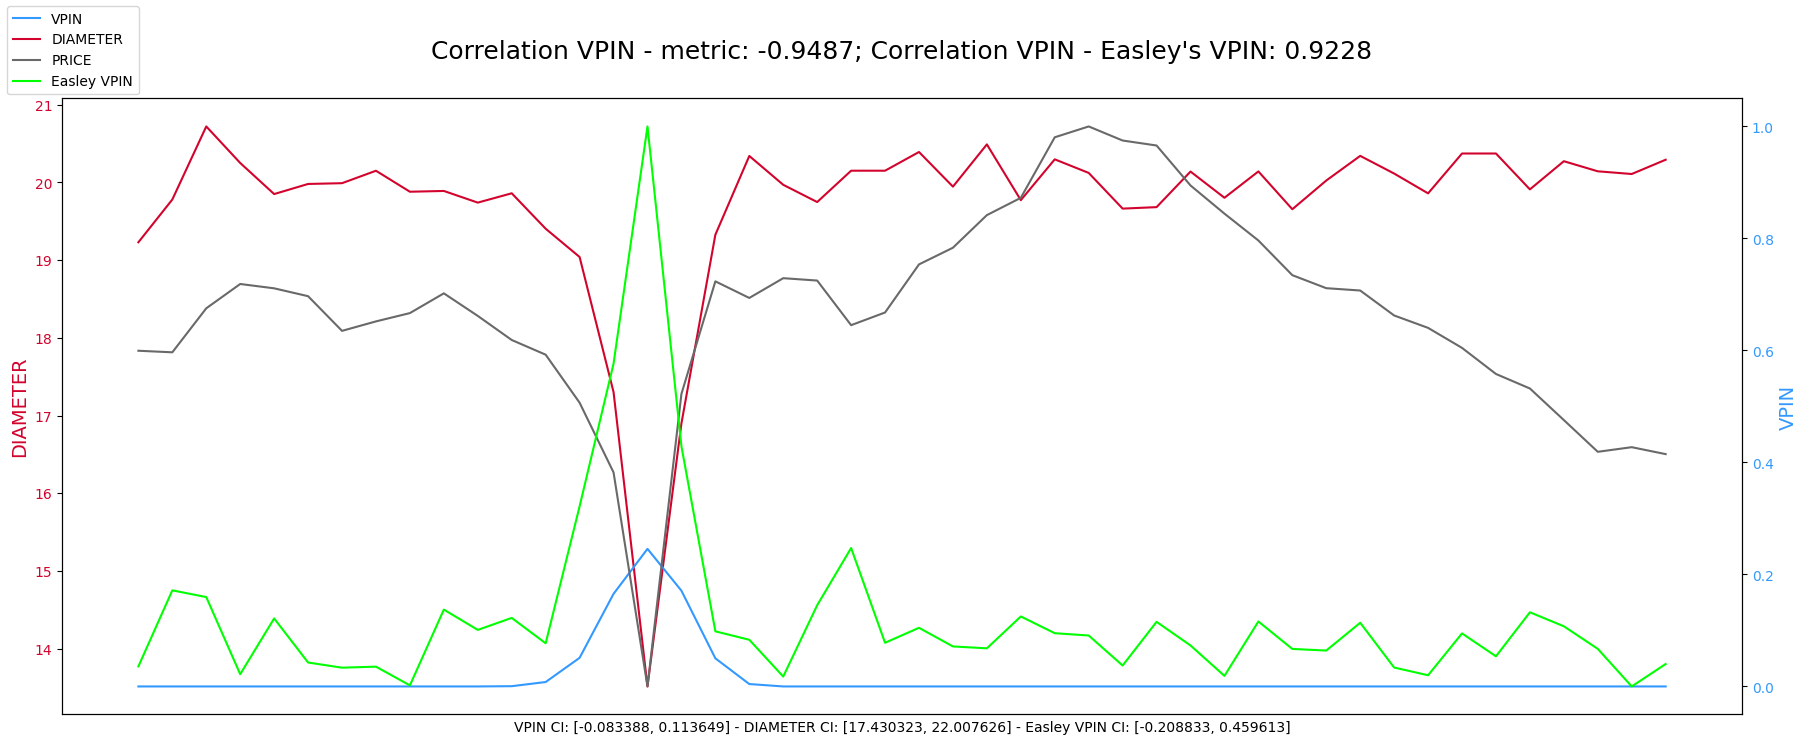 VPIN
DIAMETER
PRICE
Easley VPIN
Correlation VPIN - metric: -0.9487; Correlation VPIN - Easley's VPIN: 0.9228
21
20
19
18
17
16
15
14
DIAMETER
1.0
0.8
0.6
0.4
0.2
0.0
VPIN
VPIN CI: [-0.083388, 0.113649] - DIAMETER CI: [17.430323, 22.007626] - Easley VPIN CI: [-0.208833, 0.459613]